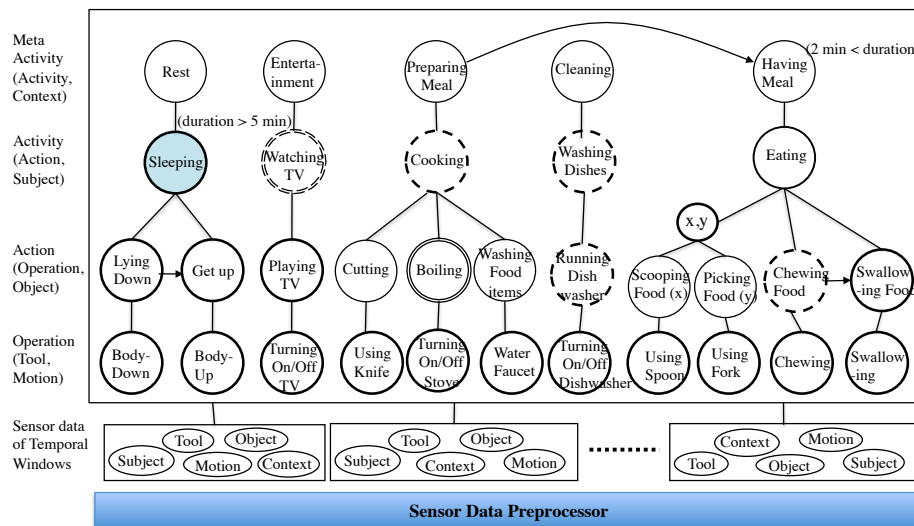 Meta
Activity
(Activity,
Context)
Rest
Enterta-
inment
Preparing
Meal
Cleaning
Having
Meal
(2 min < duration
Activity
(Action,
Subject)
(duration > 5 min)
Sleeping
Watching
TV
Cooking
Washing
Dishes
Eating
x,y
Action
(Operation,
Object)
Lying
Down
Get up
Playing
TV
Cutting
Boiling
Washing
Food
items
Running
Dish
washer
Scooping
Food (x)
Picking
Food (y)
Chewing
Food
Swallow
-ing Food
Operation
(Tool,
Motion)
Body-
Down
Body-
Up
Turning
On/Off
TV
Using
Knife
Turning
On/Off
Stove
Water
Faucet
Turning
On/Off
Dishwasher
Using
Spoon
Using
Fork
Chewing
Swallow
-ing
Sensor data
of Temporal
Windows
Tool
Object
Subject
Motion
Context
Tool
Object
Subject
Context
Motion
Context
Motion
Tool
Object
Subject
Sensor Data Preprocessor